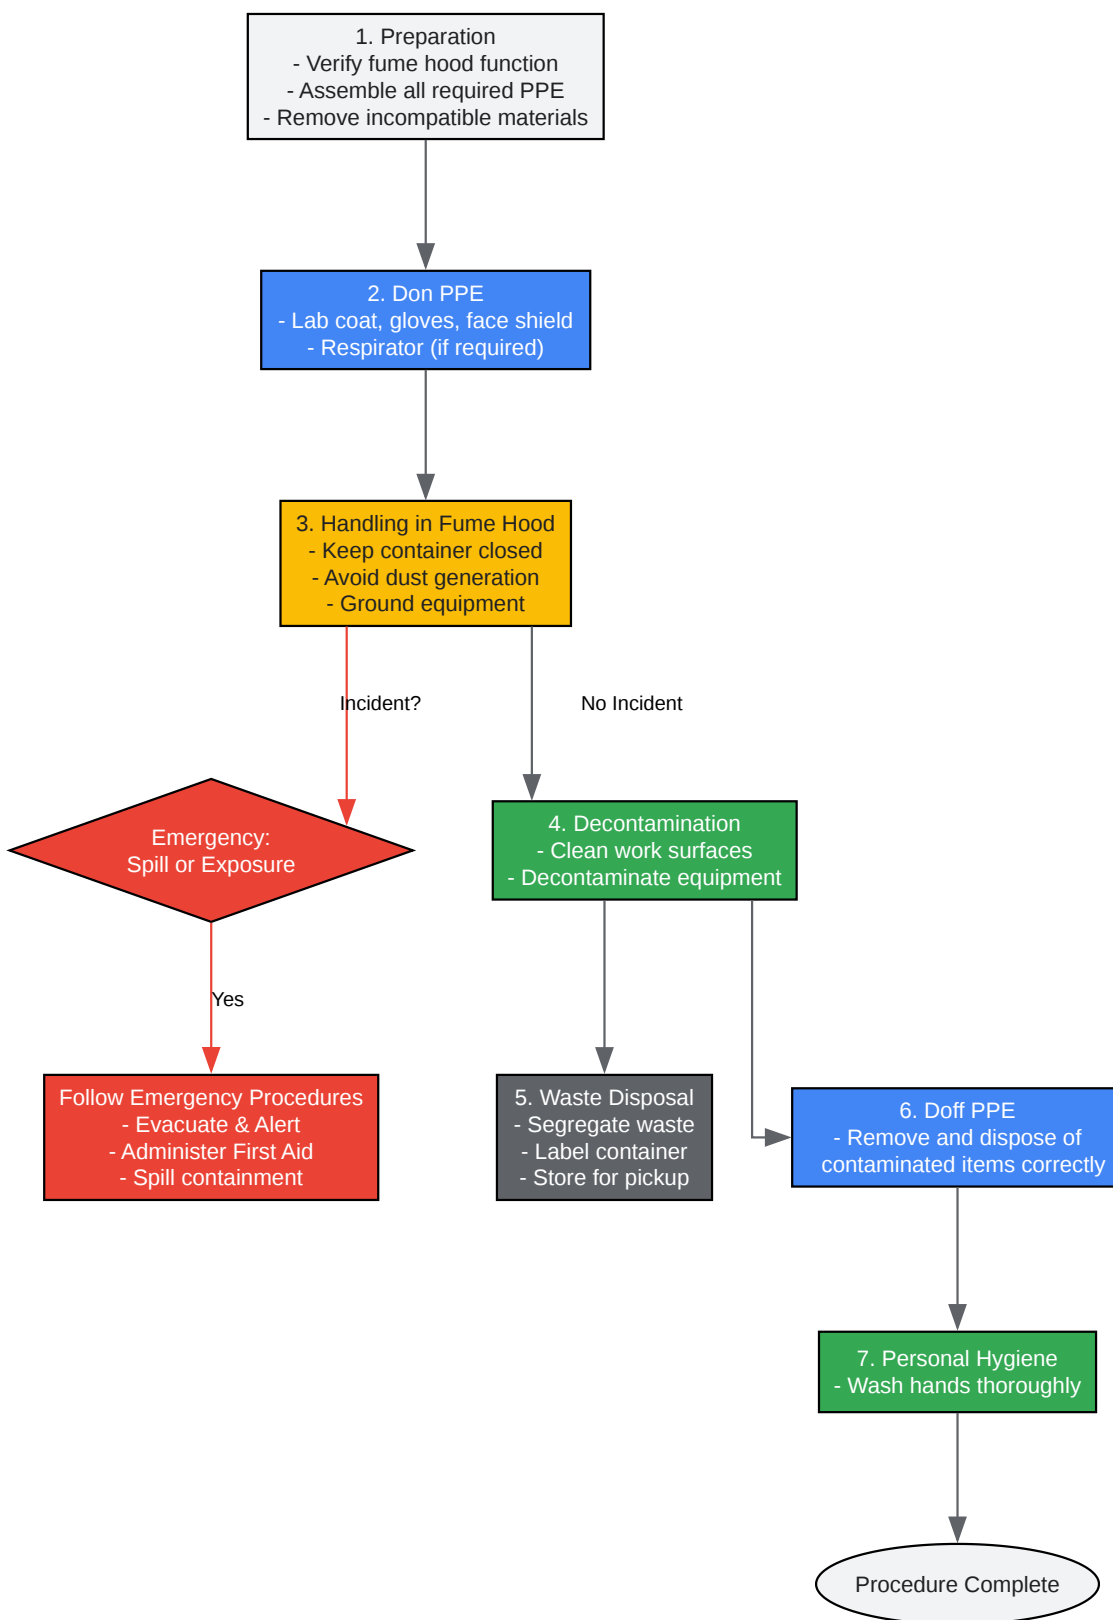 1. Preparation
- Verify fume hood function
- Assemble all required PPE
- Remove incompatible materials
2. Don PPE
- Lab coat, gloves, face shield
- Respirator (if required)
3. Handling in Fume Hood
- Keep container closed
- Avoid dust generation
- Ground equipment
Incident?
No Incident
Emergency:
Spill or Exposure
4. Decontamination
- Clean work surfaces
- Decontaminate equipment
Yes
Follow Emergency Procedures
- Evacuate & Alert
- Administer First Aid
- Spill containment
5. Waste Disposal
- Segregate waste
- Label container
- Store for pickup
6. Doff PPE
- Remove and dispose of
contaminated items correctly
7. Personal Hygiene
- Wash hands thoroughly
Procedure Complete